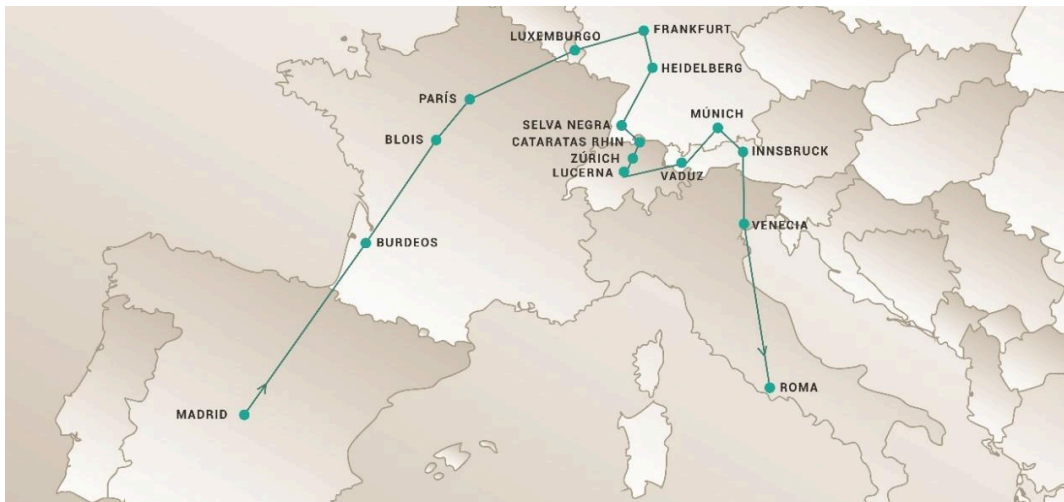 LUXEMBURGO
FRANKFURT
HEIDELBERG
PARÍS
MÚNICH
SELVA NEGRA
BLOIS
CATARATAS RHIN
INNSBRUCK
ZÚRICH
LUCERNA
VADUZ
VENECIA
BURDEOS
ROMA
MADRID